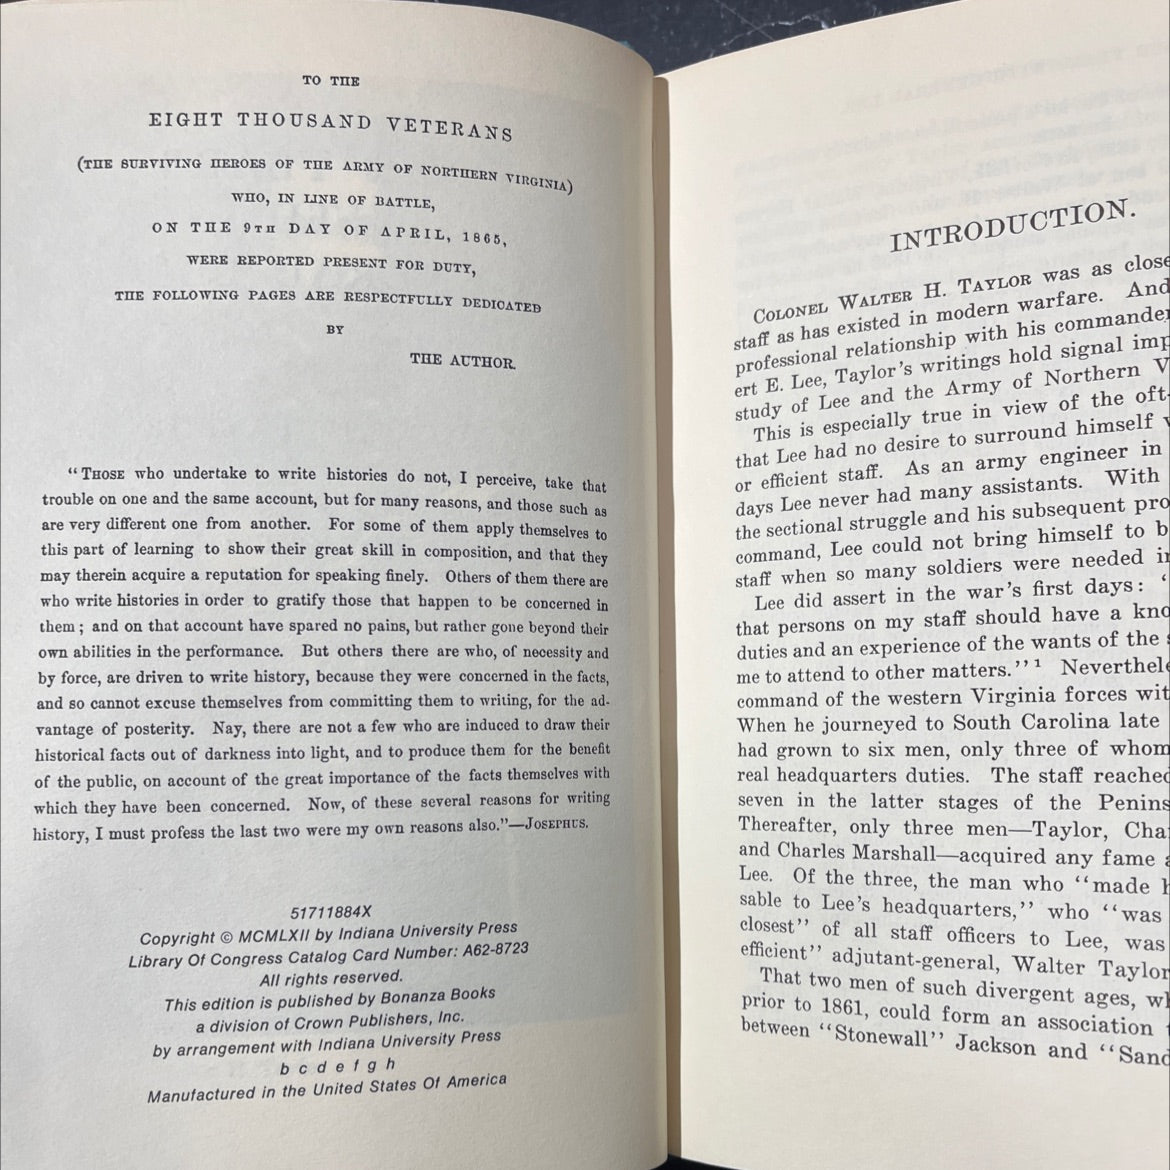 TO THE
EIGHT THOUSAND VETERANS
(THE SURVIVING HEROES OF THE ARMY OF NORTHERN VIRGINIA)
WHO, IN LINE OF BATTLE,
ON THE 9TH DAY OF APRIL, 1865,
WERE REPORTED PRESENT FOR DUTY,
THE FOLLOWING PAGES ARE RESPECTFULLY DEDICATED
BY
THE AUTHOR.
“THOSE who undertake to write histories do not, I perceive, take that
trouble on one and the same account, but for many reasons, and those such as
are very different one from another. For some of them apply themselves to
this part of learning to show their great skill in composition, and that they
may therein acquire a reputation for speaking finely. Others of them there are
who write histories in order to gratify those that happen to be concerned in
them; and on that account have spared no pains, but rather gone beyond their
own abilities in the performance. But others there are who, of necessity and
by force, are driven to write history, because they were concerned in the facts,
and so cannot excuse themselves from committing them to writing, for the ad-
vantage of posterity. Nay, there are not a few who are induced to draw their
historical facts out of darkness into light, and to produce them for the benefit
of the public, on account of the great importance of the facts themselves with
which they have been concerned. Now, of these several reasons for writing
history, I must profess the last two were my own reasons also.”—JOSEPHUS.
51711884X
Copyright © MCMLXII by Indiana University Press
Library Of Congress Catalog Card Number: A62-8723
All rights reserved.
This edition is published by Bonanza Books
a division of Crown Publishers, Inc.
by arrangement with Indiana University Press
b c d e f g h
Manufactured in the United States Of America
INTRODUCTION.
COLONEL WALTER H. TAYLOR was as close
staff as has existed in modern warfare. And
professional relationship with his commander
ert E. Lee, Taylor's writings hold signal imp
study of Lee and the Army of Northern V
This is especially true in view of the oft-
that Lee had no desire to surround himself
or efficient staff. As an army engineer in
days Lee never had many assistants. With
the sectional struggle and his subsequent pro
command, Lee could not bring himself to b
staff when so many soldiers were needed in
Lee did assert in the war's first days: ‘
that persons on my staff should have a kno
duties and an experience of the wants of the s
me to attend to other matters.’’1 Neverthele
command of the western Virginia forces wit
When he journeyed to South Carolina late
had grown to six men, only three of whom
real headquarters duties. The staff reached
seven in the latter stages of the Penins
Thereafter, only three men—Taylor, Cha
and Charles Marshall—acquired any fame a
Lee. Of the three, the man who ‘‘made h
sable to Lee's headquarters,’’ who ‘‘was
closest’’ of all staff officers to Lee, was
efficient’’ adjutant-general, Walter Taylor
That two men of such divergent ages, wh
prior to 1861, could form an association t
between ‘‘Stonewall’’ Jackson and ‘‘Sand